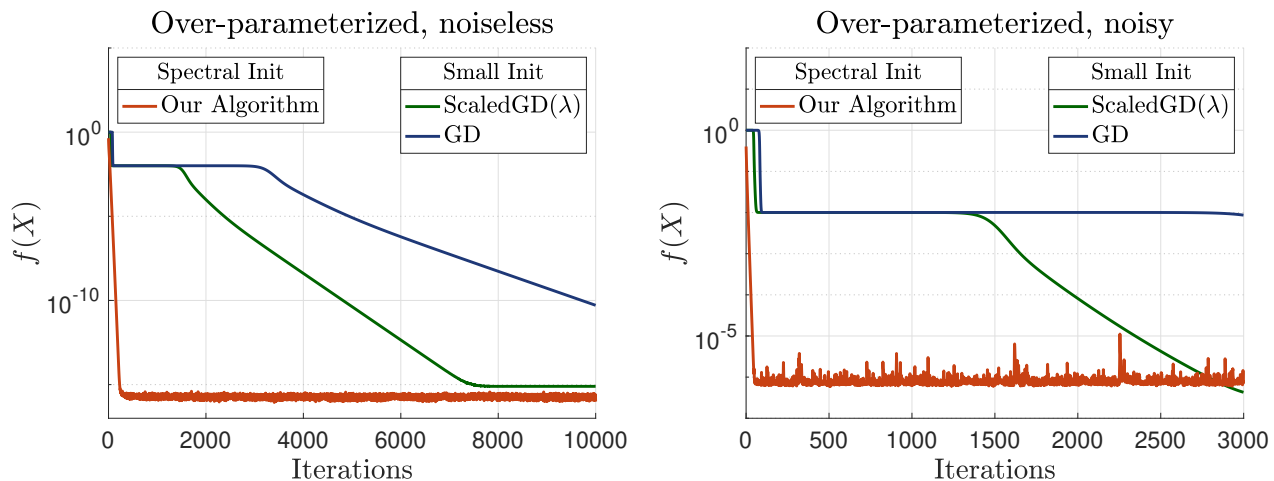 Over-parameterized, noiseless
Spectral Init
Our Algorithm
Small Init
ScaledGD(λ)
GD
10^0
10^-10
f(X)
0 2000 4000 6000 8000 10000
Iterations
Over-parameterized, noisy
Spectral Init
Our Algorithm
Small Init
ScaledGD(λ)
GD
10^0
10^-5
f(X)
0 500 1000 1500 2000 2500 3000
Iterations